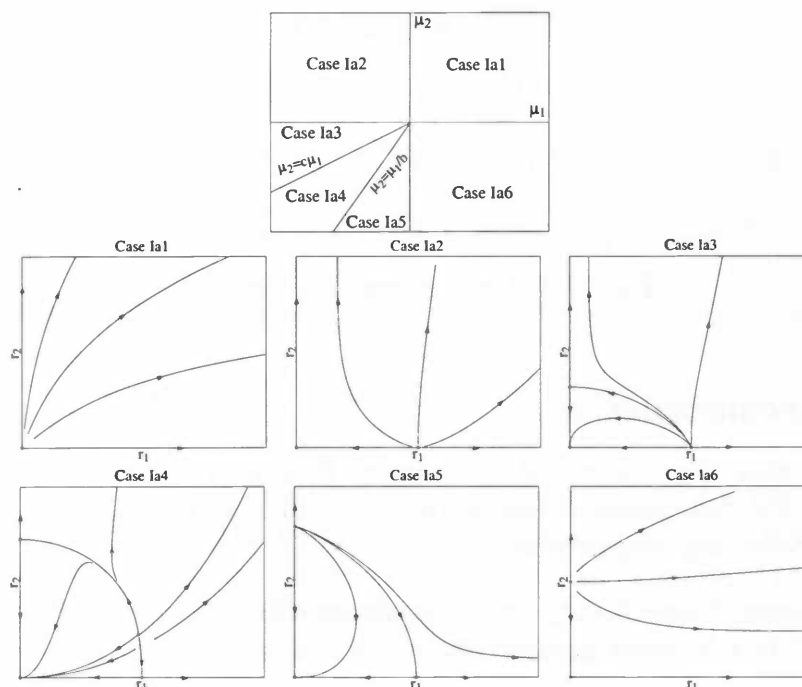 μ₂
Case Ia2
Case Ia1
μ₁
Case Ia3
μ₂=cμ₁
μ₂=μ₁/b
Case Ia4
Case Ia5
Case Ia6
Case Ia1
Case Ia2
Case Ia3
r₂
r₂
r₂
r₁
r₁
r₁
Case Ia4
Case Ia5
Case Ia6
r₂
r₂
r₂
r₁
r₁
r₁